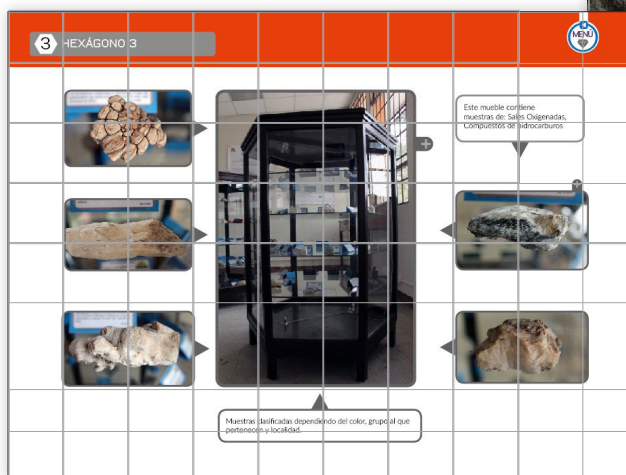 3 HEXÁGONO 3
MENÚ
Este mueble contiene
muestras de: Sales Oxigenadas,
Compuestos de hidrocarburos
Muestras clasificadas dependiendo del color, grupo al que
pertenecen y localidad.